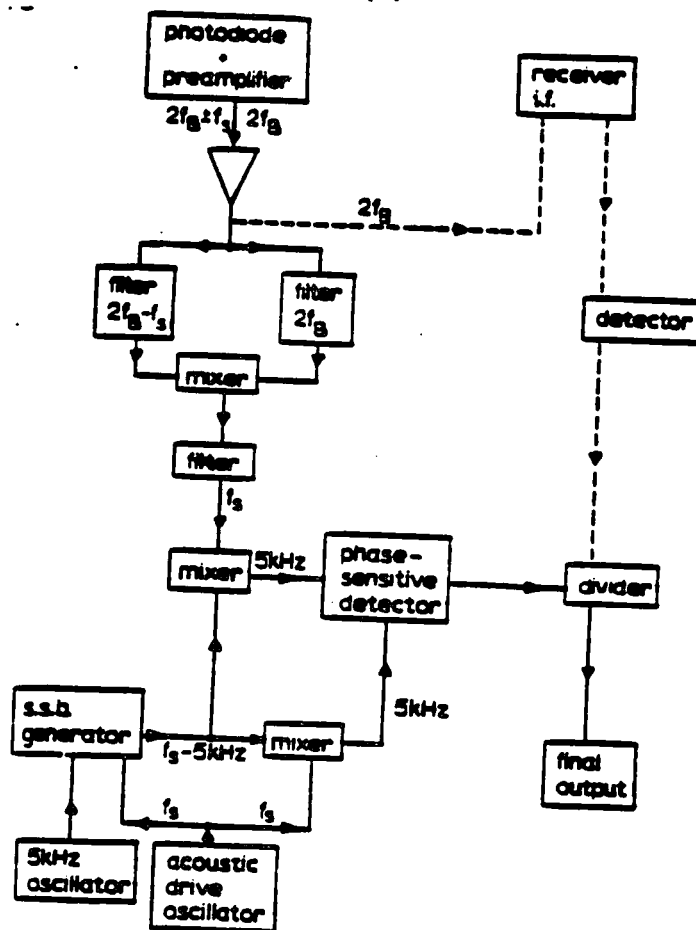 photodiode
+
preamplifier
receiver
i.f.
2f_B±f_s
2f_B
2f_B
filter
2f_B-f_s
filter
2f_B
detector
mixer
filter
f_s
mixer
5kHz
phase-
sensitive
detector
divider
s.s.b.
generator
f_s-5kHz
mixer
5kHz
final
output
f_s
f_s
5kHz
oscillator
acoustic
drive
oscillator